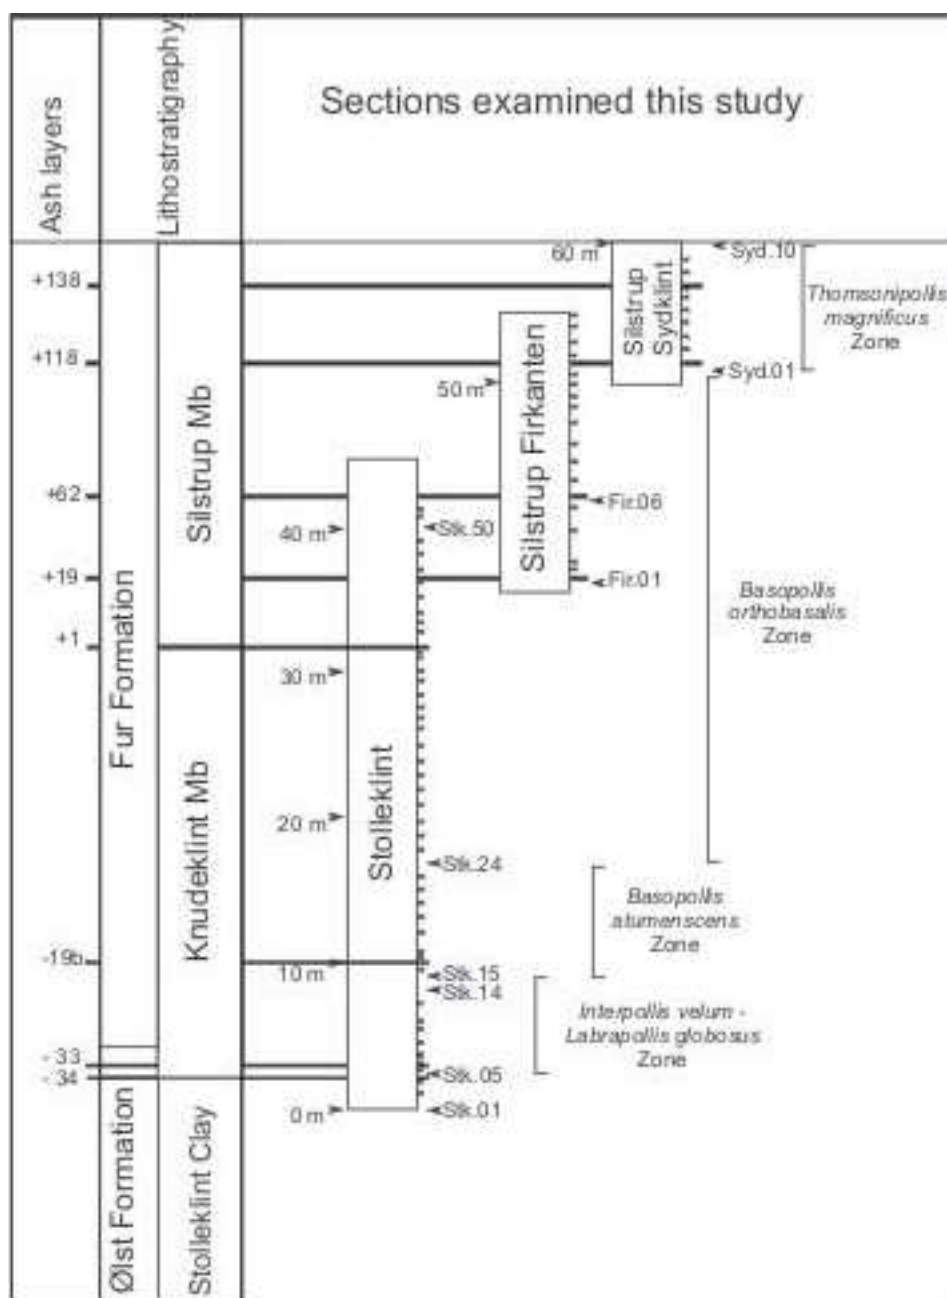 Ash layers
Lithostratigraphy
Sections examined this study
+138
+118
+62
+19
+1
-19b
-33
-34
Fur Formation
Ølst Formation
Silstrup Mb
Knudeklint Mb
Stolleklint Clay
60 m
50 m
40 m
30 m
20 m
10 m
0 m
Stolleklint
Silstrup Firkanten
Silstrup
Sydklint
Syd.10
Syd.01
Fir.06
Fir.01
Stk.50
Stk.24
Stk.15
Stk.14
Stk.05
Stk.01
Thomsonipollis
magnificus
Zone
Basopollis
orthobasalis
Zone
Basopollis
atumenscens
Zone
Interpollis velum -
Labrapollis globosus
Zone